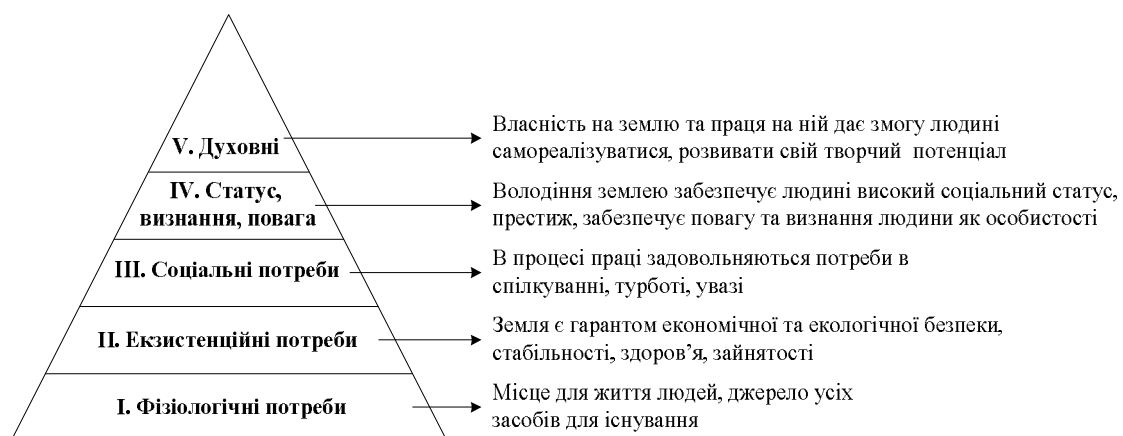 V. Духовні
Власність на землю та праця на ній дає змогу людині
самореалізуватися, розвивати свій творчий потенціал
IV. Статус,
визнання, повага
Володіння землею забезпечує людині високий соціальний статус,
престиж, забезпечує повагу та визнання людини як особистості
III. Соціальні потреби
В процесі праці задовольняються потреби в
спілкуванні, турботі, увазі
II. Екзистенційні потреби
Земля є гарантом економічної та екологічної безпеки,
стабільності, здоров’я, зайнятості
I. Фізіологічні потреби
Місце для життя людей, джерело усіх
засобів для існування